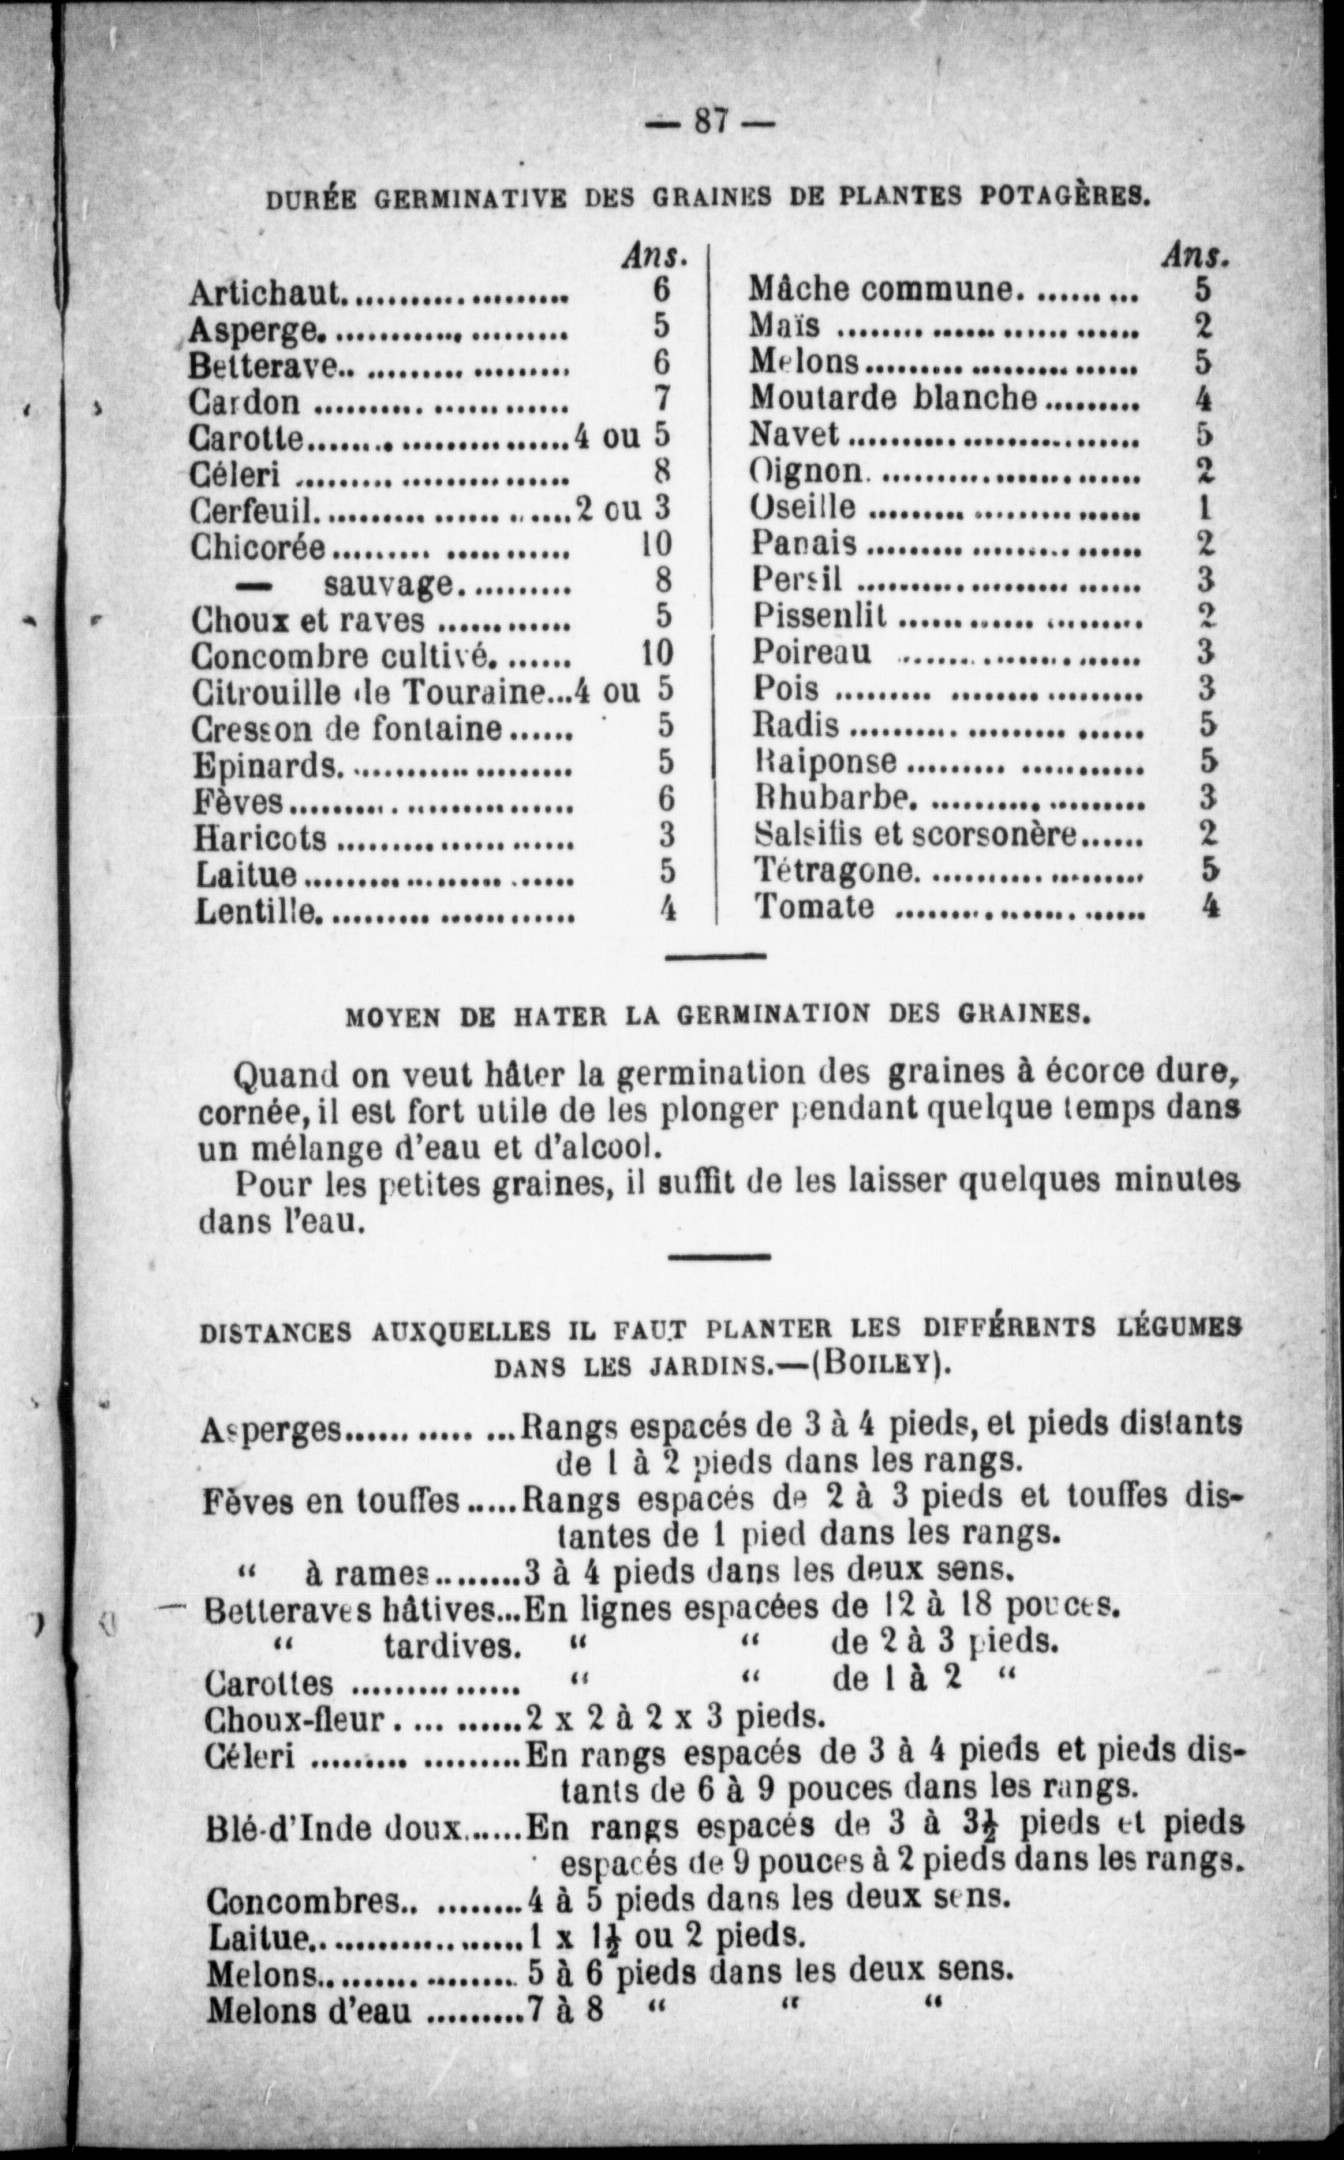 — 87 —
DURÉE GERMINATIVE DES GRAINES DE PLANTES POTAGÈRES.
Ans.
Artichaut.................... 6
Asperge..................... 5
Betterave.................... 6
Cardon ...................... 7
Carotte........................4 ou 5
Céleri ........................ 8
Cerfeuil......................2 ou 3
Chicorée.................... 10
— sauvage.......... 8
Choux et raves ............ 5
Concombre cultivé....... 10
Citrouille de Touraine...4 ou 5
Cresson de fontaine...... 5
Epinards.................... 5
Fèves......................... 6
Haricots ..................... 3
Laitue........................ 5
Lentille...................... 4
Ans.
Mâche commune. ......... 5
Maïs .......................... 2
Melons........................ 5
Moutarde blanche......... 4
Navet.......................... 5
Oignon. ....................... 2
Oseille ........................ 1
Panais ........................ 2
Persil ......................... 3
Pissenlit ..................... 2
Poireau ..................... 3
Pois .......................... 3
Radis ......................... 5
Raiponse .................... 5
Rhubarbe. .................. 3
Salsifis et scorsonère...... 2
Tétragone. .................. 5
Tomate ...................... 4
MOYEN DE HATER LA GERMINATION DES GRAINES.
Quand on veut hâter la germination des graines à écorce dure,
cornée, il est fort utile de les plonger pendant quelque temps dans
un mélange d'eau et d'alcool.
Pour les petites graines, il suffit de les laisser quelques minutes
dans l'eau.
DISTANCES AUXQUELLES IL FAUT PLANTER LES DIFFÉRENTS LÉGUMES
DANS LES JARDINS.—(BOILEY).
Asperges..............Rangs espacés de 3 à 4 pieds, et pieds distants
de 1 à 2 pieds dans les rangs.
Fèves en touffes.....Rangs espacés de 2 à 3 pieds et touffes dis-
tantes de 1 pied dans les rangs.
“ à rames.........3 à 4 pieds dans les deux sens.
Betteraves hâtives...En lignes espacées de 12 à 18 pouces.
“ tardives. “ “ de 2 à 3 pieds.
Carottes ............... “ “ de 1 à 2 “
Choux-fleur. ... ......2 x 2 à 2 x 3 pieds.
Céleri ..................En rangs espacés de 3 à 4 pieds et pieds dis-
tants de 6 à 9 pouces dans les rangs.
Blé-d'Inde doux......En rangs espacés de 3 à 3½ pieds et pieds
espacés de 9 pouces à 2 pieds dans les rangs.
Concombres.. ........4 à 5 pieds dans les deux sens.
Laitue...................1 x 1½ ou 2 pieds.
Melons.................. 5 à 6 pieds dans les deux sens.
Melons d'eau .........7 à 8 “ “ “